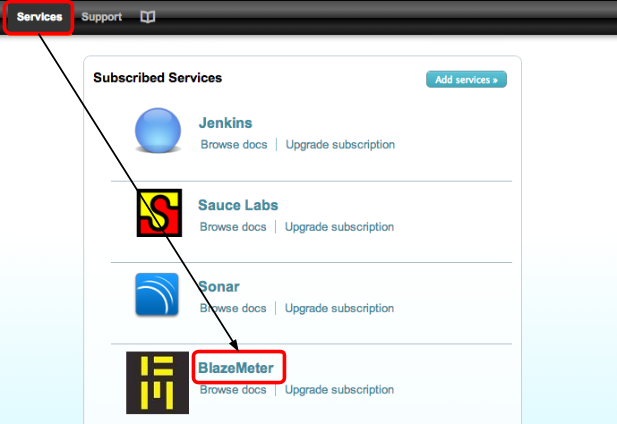 Services Support
Subscribed Services Add services »
Jenkins
Browse docs Upgrade subscription
Sauce Labs
Browse docs Upgrade subscription
Sonar
Browse docs Upgrade subscription
BlazeMeter
Browse docs Upgrade subscription